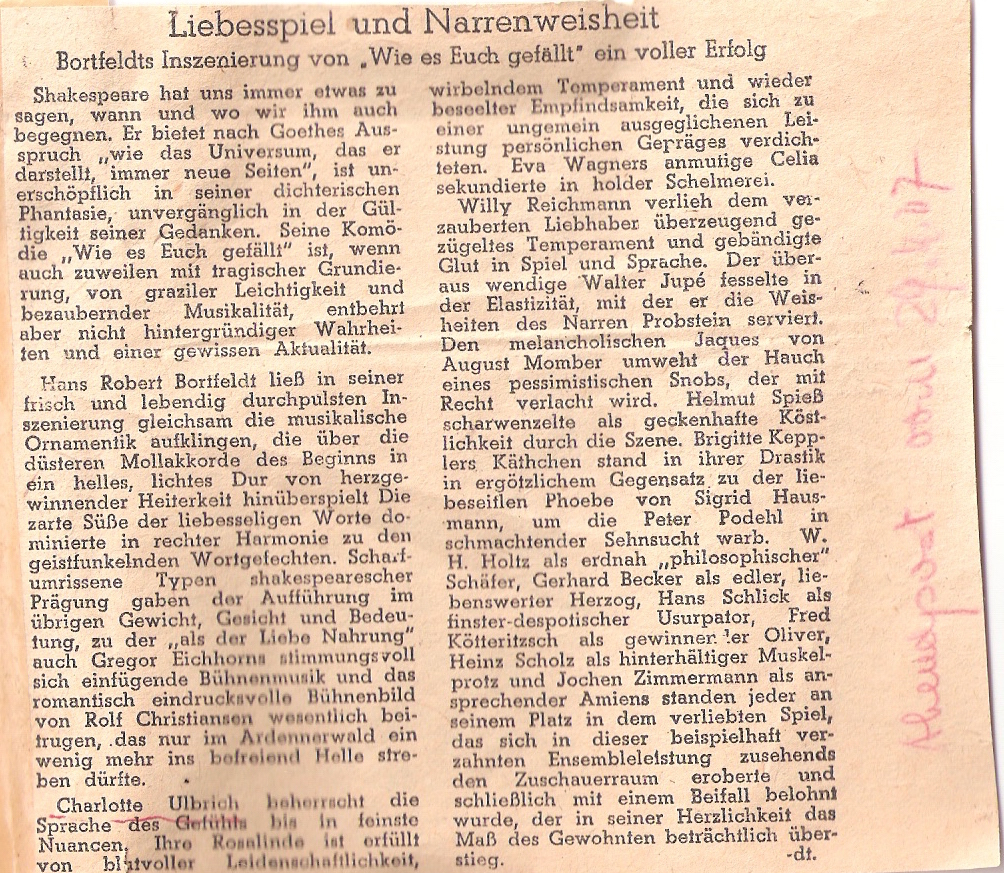 Liebesspiel und Narrenweisheit
Bortfeldts Inszenierung von „Wie es Euch gefällt" ein voller Erfolg
Shakespeare hat uns immer etwas zu
sagen, wann und wo wir ihm auch
begegnen. Er bietet nach Goethes Aus-
spruch „wie das Universum, das er
darstellt, immer neue Seiten", ist un-
erschöpflich in seiner dichterischen
Phantasie, unvergänglich in der Gül-
tigkeit seiner Gedanken. Seine Komö-
die „Wie es Euch gefällt" ist, wenn
auch zuweilen mit tragischer Grundie-
rung, von graziler Leichtigkeit und
bezaubernder Musikalität, entbehrt
aber nicht hintergründiger Wahrhei-
ten und einer gewissen Aktualität.
Hans Robert Bortfeldt ließ in seiner
frisch und lebendig durchpulsten In-
szenierung gleichsam die musikalische
Ornamentik aufklingen, die über die
düsteren Mollakkorde des Beginns in
ein helles, lichtes Dur von herzge-
winnender Heiterkeit hinüberspielt Die
zarte Süße der liebesseligen Worte do-
minierte in rechter Harmonie zu den
geistfunkelnden Wortgefechten. Scharf-
umrissene Typen shakespearescher
Prägung gaben der Aufführung im
übrigen Gewicht, Gesicht und Bedeu-
tung, zu der „als der Liebe Nahrung"
auch Gregor Eichhorns stimmungsvoll
sich einfügende Bühnenmusik und das
romantisch eindrucksvolle Bühnenbild
von Rolf Christiansen wesentlich bei-
trugen, das nur im Ardennerwald ein
wenig mehr ins befreiend Helle stre-
ben dürfte.
Charlotte Ulbrich beherrscht die
Sprache des Gefühls bis in feinste
Nuancen. Ihre Rosalinde ist erfüllt
von blutvoller Leidenschaftlichkeit,
wirbelndem Temperament und wieder
beseelter Empfindsamkeit, die sich zu
einer ungemein ausgeglichenen Lei-
stung persönlichen Gepräges verdich-
teten. Eva Wagners anmutige Celia
sekundierte in holder Schelmerei.
Willy Reichmann verlieh dem ver-
zauberten Liebhaber überzeugend ge-
zügeltes Temperament und gebändigte
Glut in Spiel und Sprache. Der über-
aus wendige Walter Jupé fesselte in
der Elastizität, mit der er die Weis-
heiten des Narren Probstein serviert.
Den melancholischen Jaques von
August Momber umweht der Hauch
eines pessimistischen Snobs, der mit
Recht verlacht wird. Helmut Spieß
scharwenzelte als geckenhafte Köst-
lichkeit durch die Szene. Brigitte Kepp-
lers Käthchen stand in ihrer Drastik
in ergötzlichem Gegensatz zu der lie-
beseitlen Phoebe von Sigrid Haus-
mann, um die Peter Podehl in
schmachtender Sehnsucht warb. W.
H. Holtz als erdnah „philosophischer"
Schäfer, Gerhard Becker als edler, lie-
benswerter Herzog, Hans Schlick als
finster-despotischer Usurpator, Fred
Kötteritzsch als gewinnender Oliver,
Heinz Scholz als hinterhältiger Muskel-
protz und Jochen Zimmermann als an-
sprechender Amiens standen jeder an
seinem Platz in dem verliebten Spiel,
das sich in dieser beispielhaft ver-
zahnten Ensembleleistung zusehends
den Zuschauerraum eroberte und
schließlich mit einem Beifall belohnt
wurde, der in seiner Herzlichkeit das
Maß des Gewohnten beträchtlich über-
stieg.
-dt.
Abendpost vom